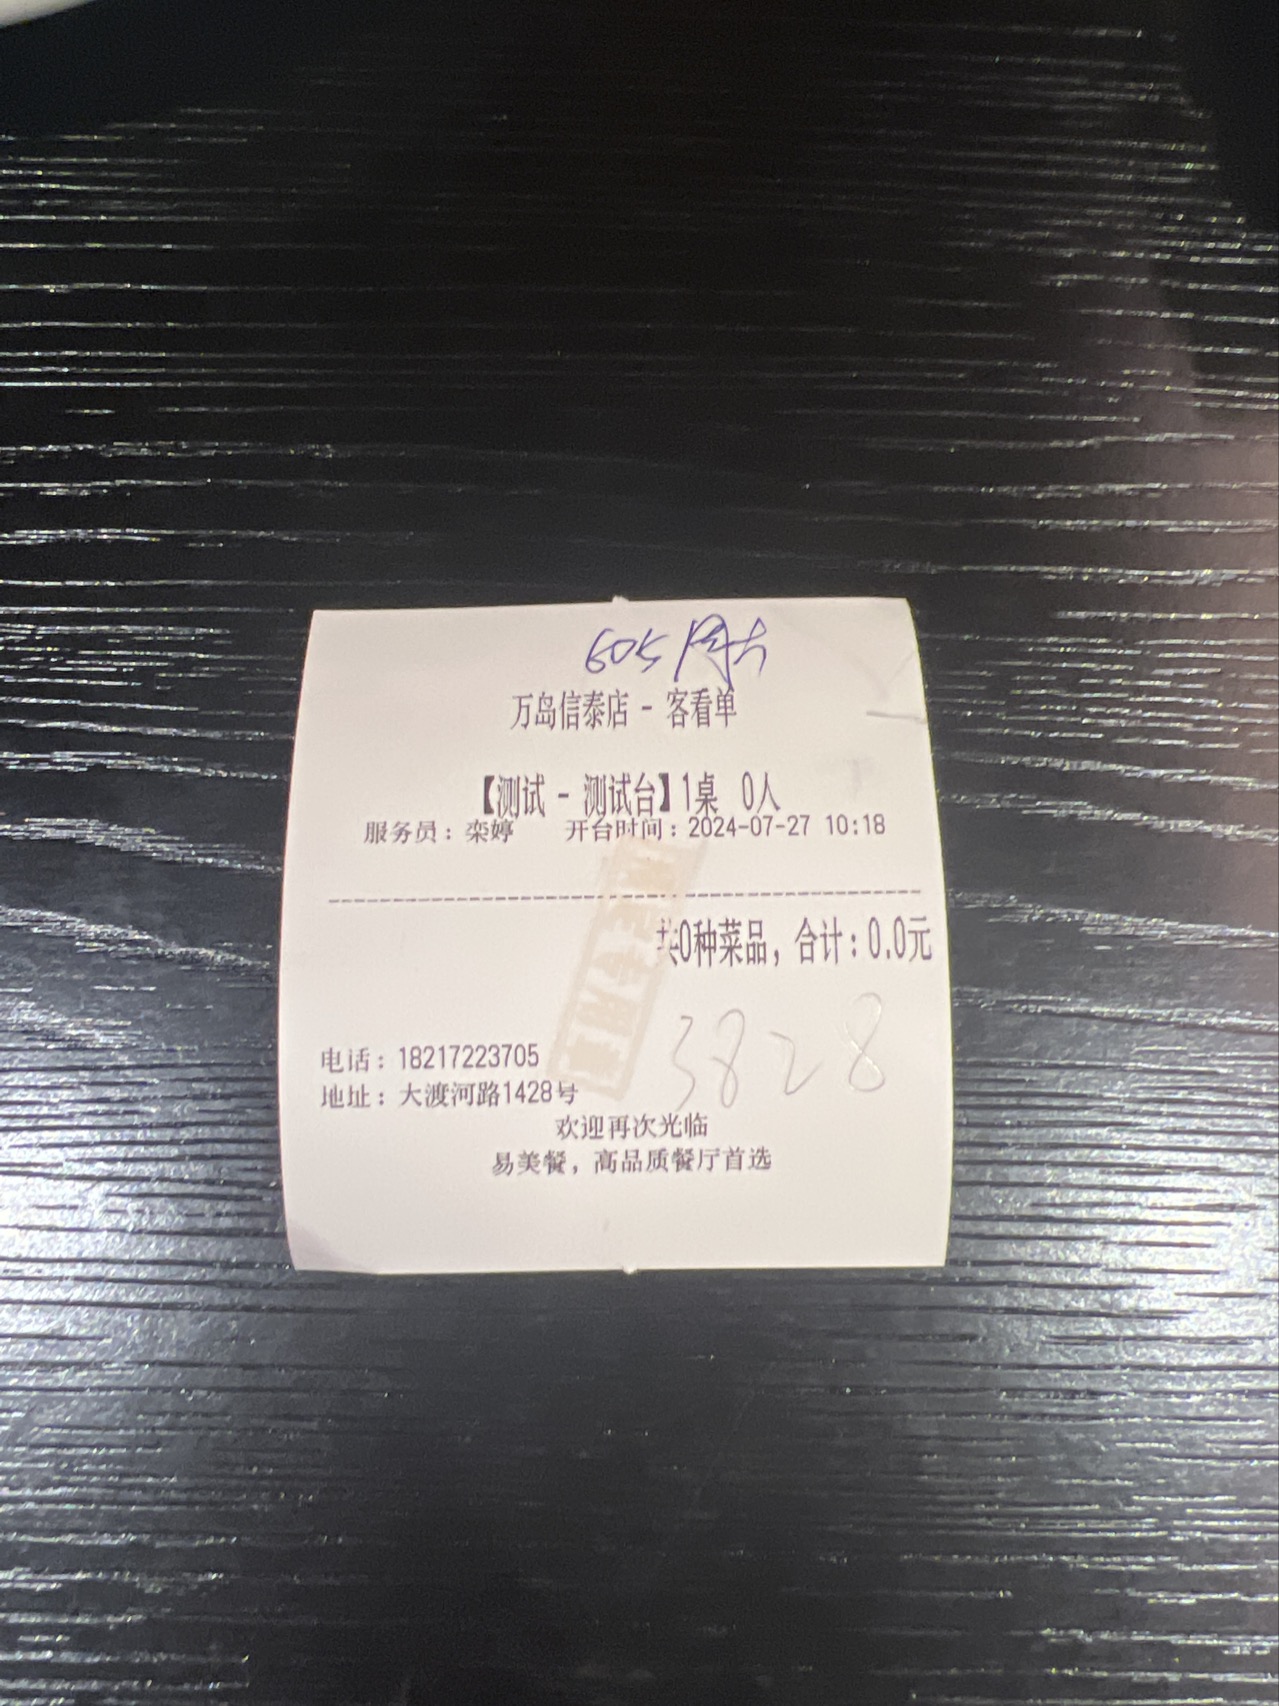 605 周六
万岛信泰店 - 客看单
【测试 - 测试台】1桌 0人
服务员：栾婷 开台时间：2024-07-27 10:18
共0种菜品，合计：0.0元
3828
电话：18217223705
地址：大渡河路1428号
欢迎再次光临
易美餐，高品质餐厅首选